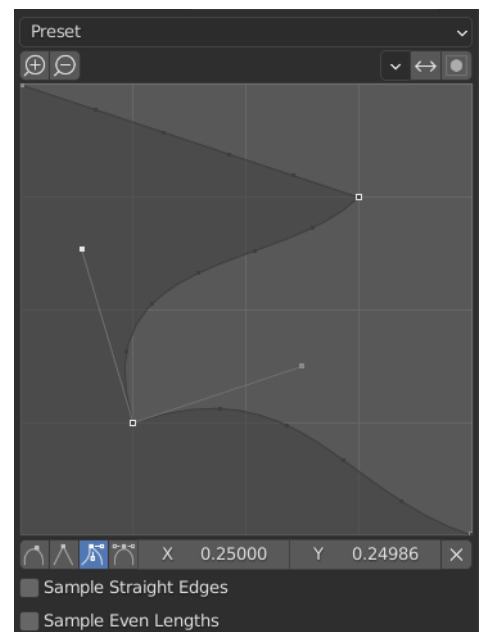 Preset
X 0.25000 Y 0.24986
Sample Straight Edges
Sample Even Lengths